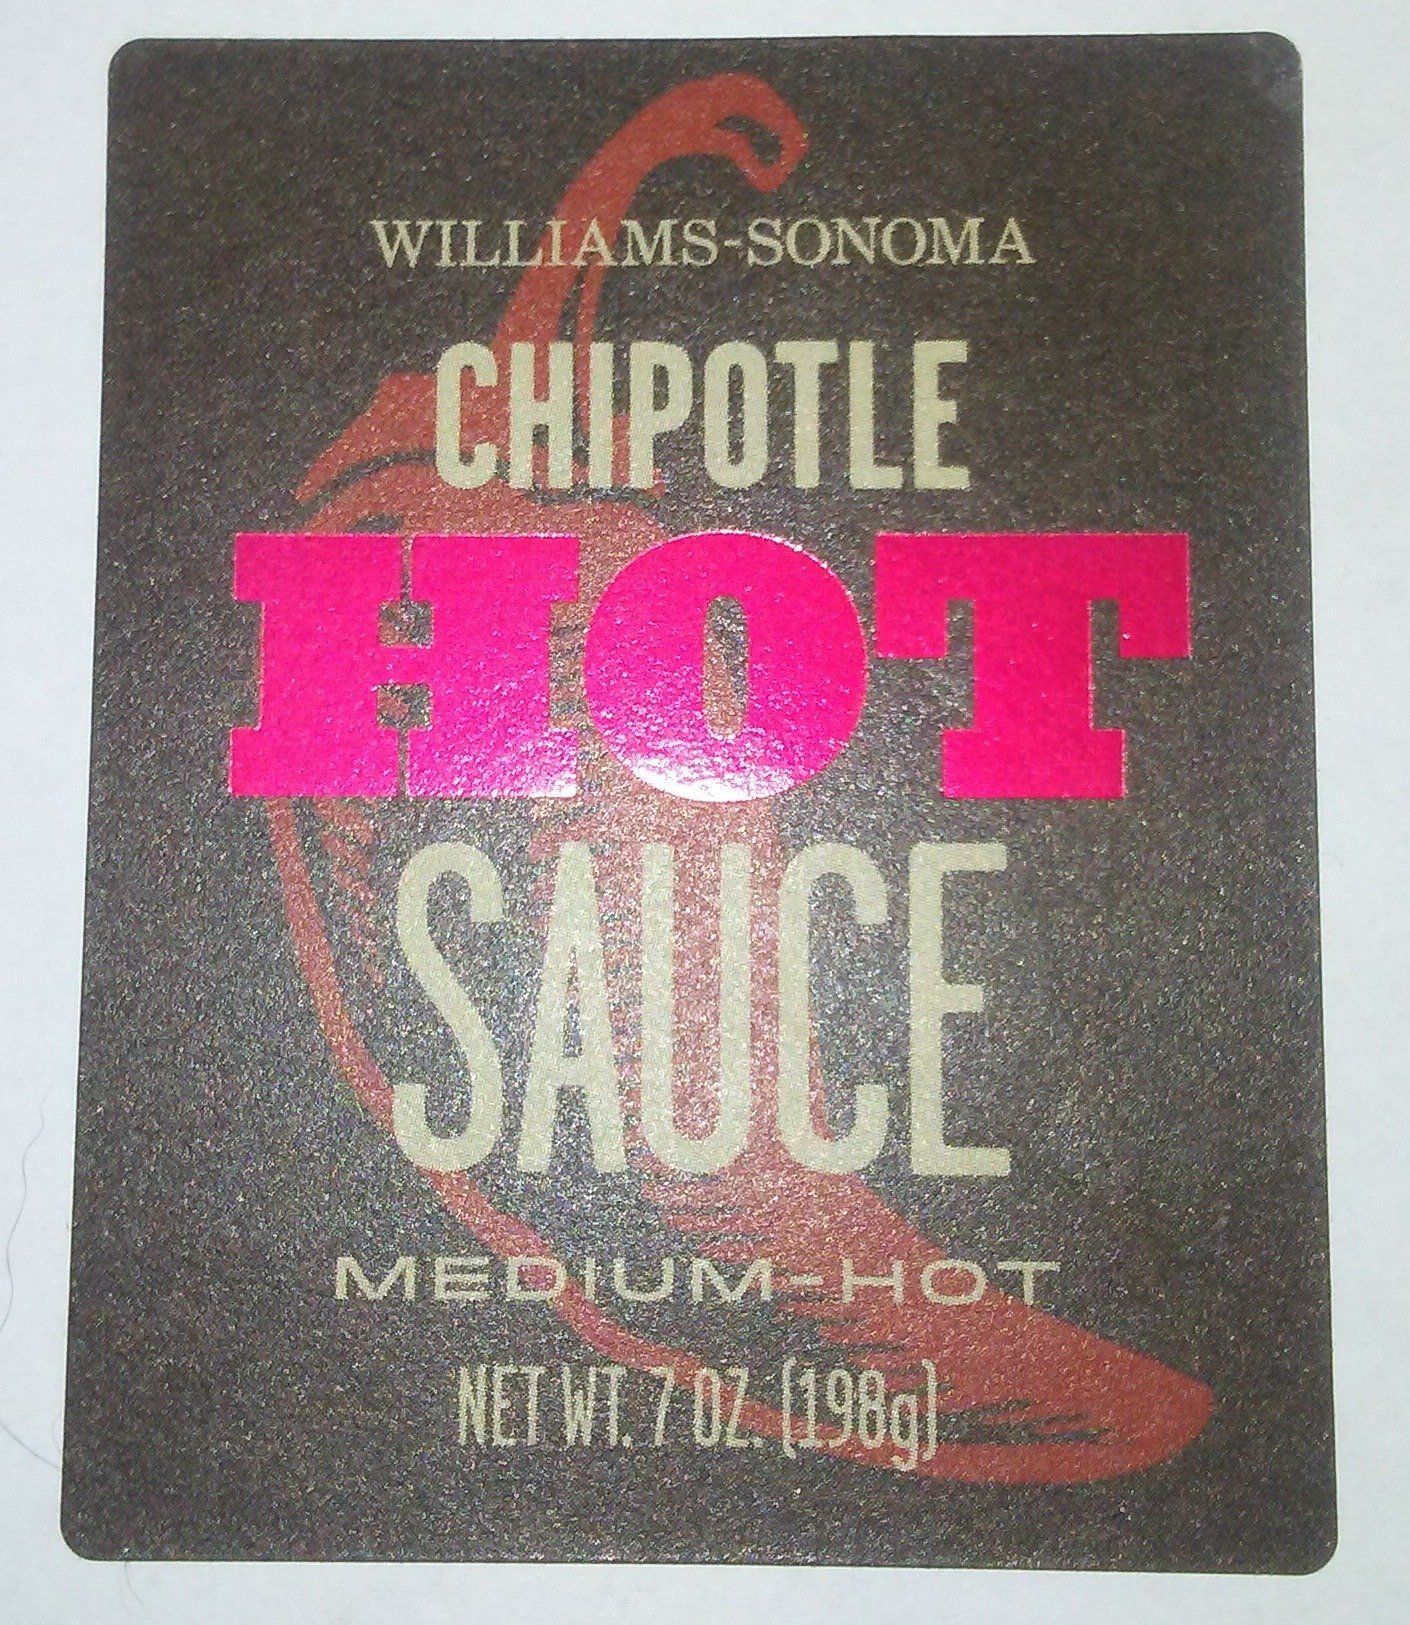 WILLIAMS-SONOMA
CHIPOTLE
HOT
SAUCE
MEDIUM-HOT
NET WT. 7 OZ. (198g)